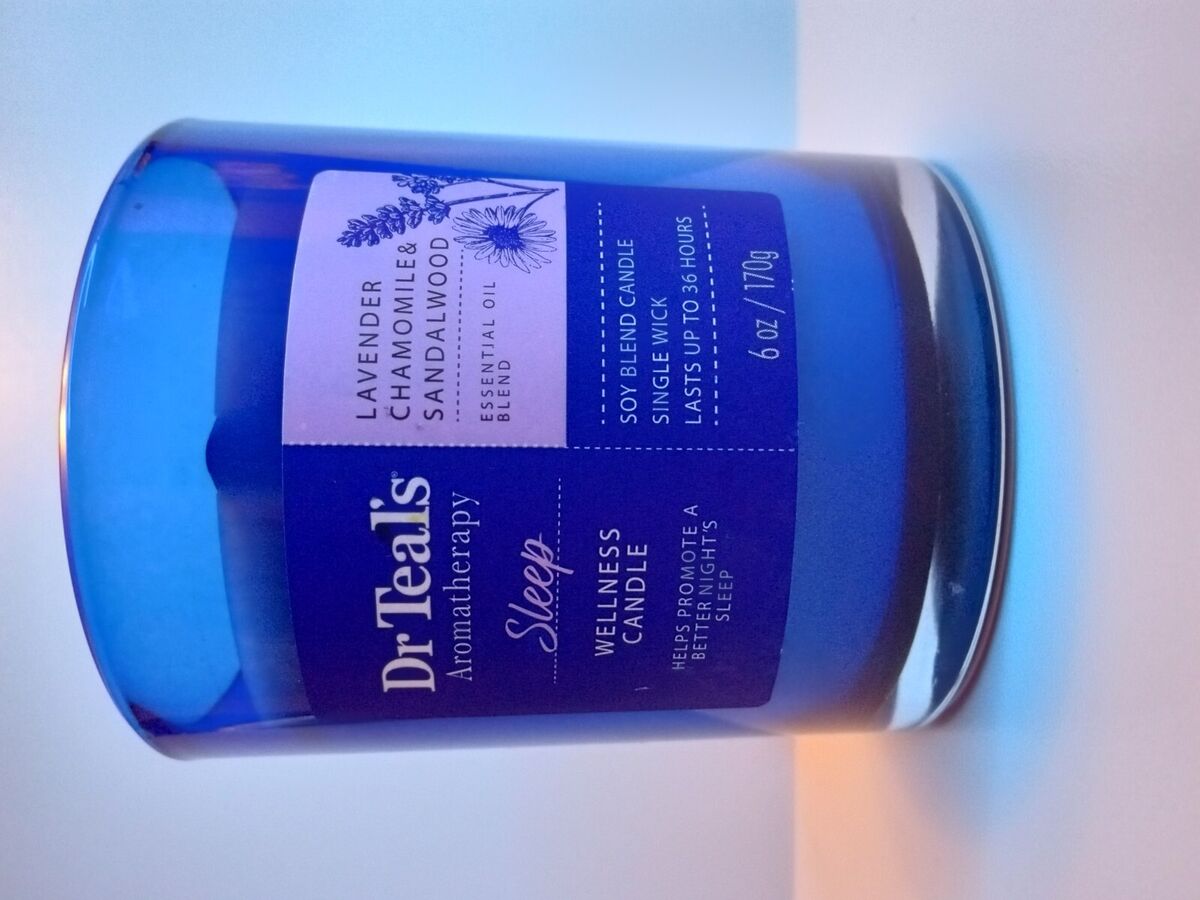 Dr Teal's®
Aromatherapy
Sleep
WELLNESS
CANDLE
HELPS PROMOTE A
BETTER NIGHT'S
SLEEP
LAVENDER
CHAMOMILE &
SANDALWOOD
ESSENTIAL OIL
BLEND
SOY BLEND CANDLE
SINGLE WICK
LASTS UP TO 36 HOURS
6 oz / 170g